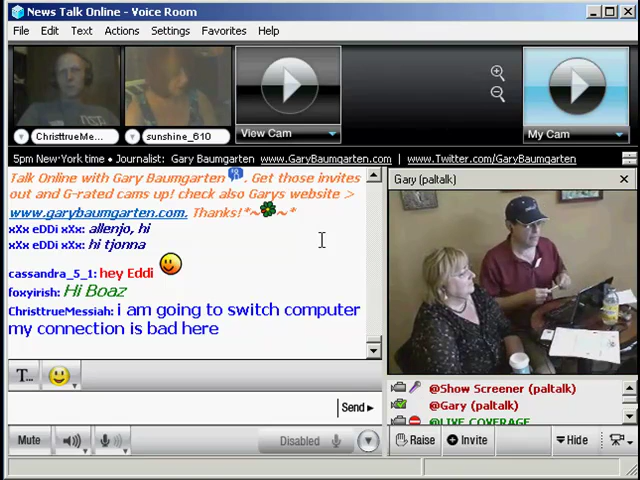 News Talk Online - Voice Room
File Edit Text Actions Settings Favorites Help
ChristtrueMe... sunshine_610 View Cam My Cam
5pm New York time • Journalist: Gary Baumgarten www.GaryBaumgarten.com | www.Twitter.com/GaryBaumgarten
Talk Online with Gary Baumgarten . Get those invites
out and G-rated cams up! check also Garys website >
www.garybaumgarten.com. Thanks!*~ ~*
xXx eDDi xXx: allenjo, hi
xXx eDDi xXx: hi tjonna
cassandra_5_1: hey Eddi
foxyirish: Hi Boaz
ChristtrueMessiah: i am going to switch computer
my connection is bad here
Gary (paltalk)
@Show Screener (paltalk)
@Gary (paltalk)
@LIVE COVERAGE
T...
Send
Mute Disabled Raise Invite Hide